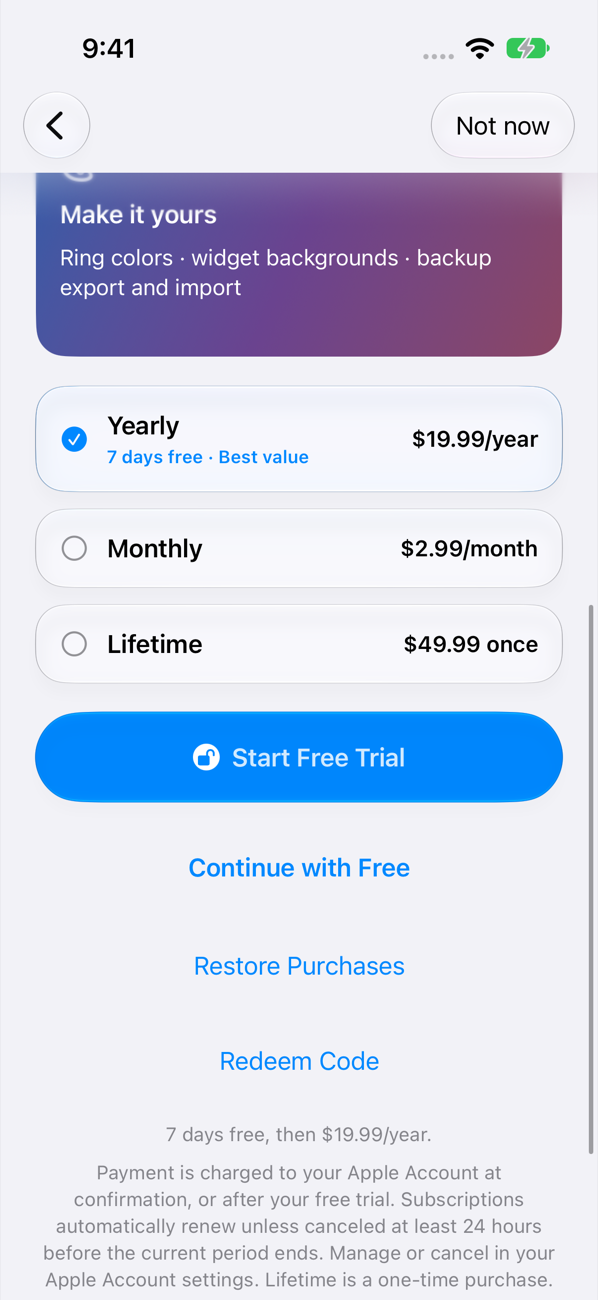 9:41
Not now
Make it yours
Ring colors · widget backgrounds · backup
export and import
Yearly
7 days free · Best value
$19.99/year
Monthly
$2.99/month
Lifetime
$49.99 once
Start Free Trial
Continue with Free
Restore Purchases
Redeem Code
7 days free, then $19.99/year.
Payment is charged to your Apple Account at
confirmation, or after your free trial. Subscriptions
automatically renew unless canceled at least 24 hours
before the current period ends. Manage or cancel in your
Apple Account settings. Lifetime is a one-time purchase.